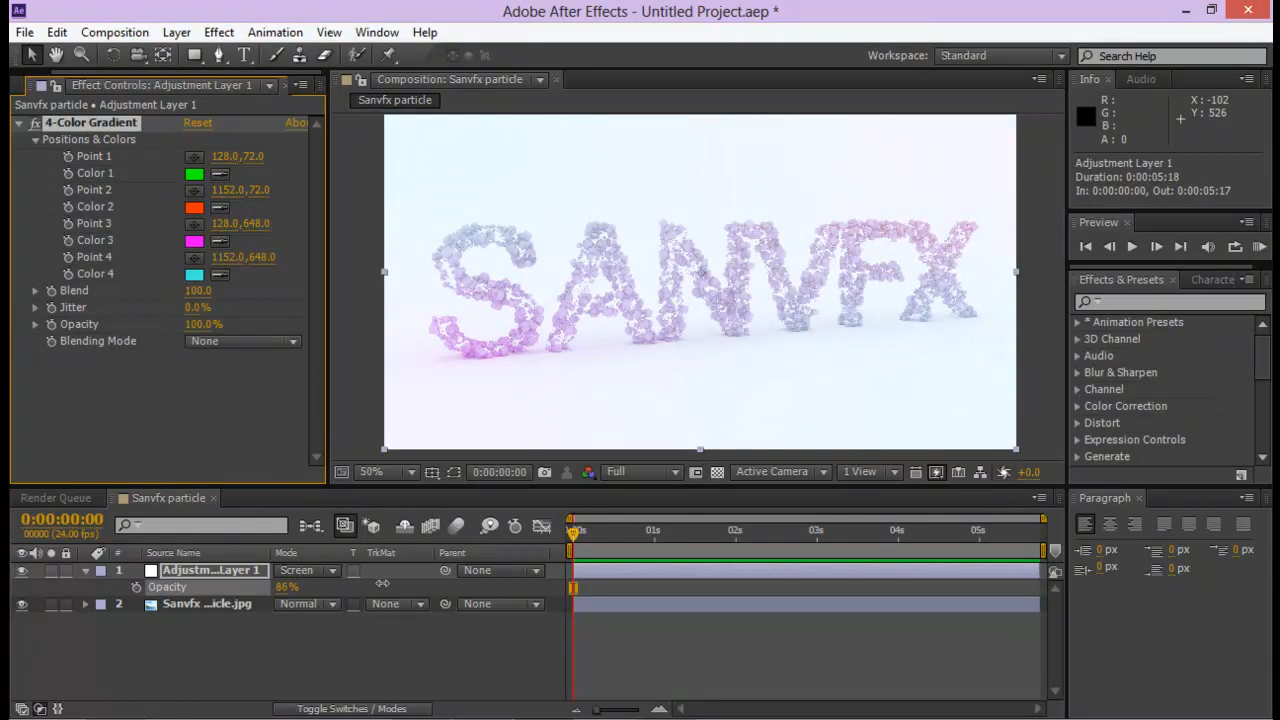 Ae
Adobe After Effects - Untitled Project.aep *
File Edit Composition Layer Effect Animation View Window Help
Workspace: Standard
Search Help
Effect Controls: Adjustment Layer 1
Composition: Sanvfx particle
Info Audio
Sanvfx particle • Adjustment Layer 1
Sanvfx particle
fx 4-Color Gradient Reset Abou
Positions & Colors
Point 1 128.0,72.0
Color 1
Point 2 1152.0,72.0
Color 2
Point 3 128.0,648.0
Color 3
Point 4 1152.0,648.0
Color 4
Blend 100.0
Jitter 0.0%
Opacity 100.0%
Blending Mode None
SANVFX
R :
G :
B :
A : 0
X : -102
Y : 526
Adjustment Layer 1
Duration: 0:00:05:18
In: 0:00:00:00, Out: 0:00:05:17
Preview
Effects & Presets Characte
* Animation Presets
3D Channel
Audio
Blur & Sharpen
Channel
Color Correction
Distort
Expression Controls
Generate
50% 0:00:00:00 Full Active Camera 1 View +0.0
Render Queue Sanvfx particle
Paragraph
0:00:00:00
00000 (24.00 fps)
01s 02s 03s 04s 05s
# Source Name Mode T TrkMat Parent
1 Adjustm...Layer 1 Screen None
Opacity 86%
2 Sanvfx ...icle.jpg Normal None None
0 px 0 px 0 px
0 px 0 px
Toggle Switches / Modes